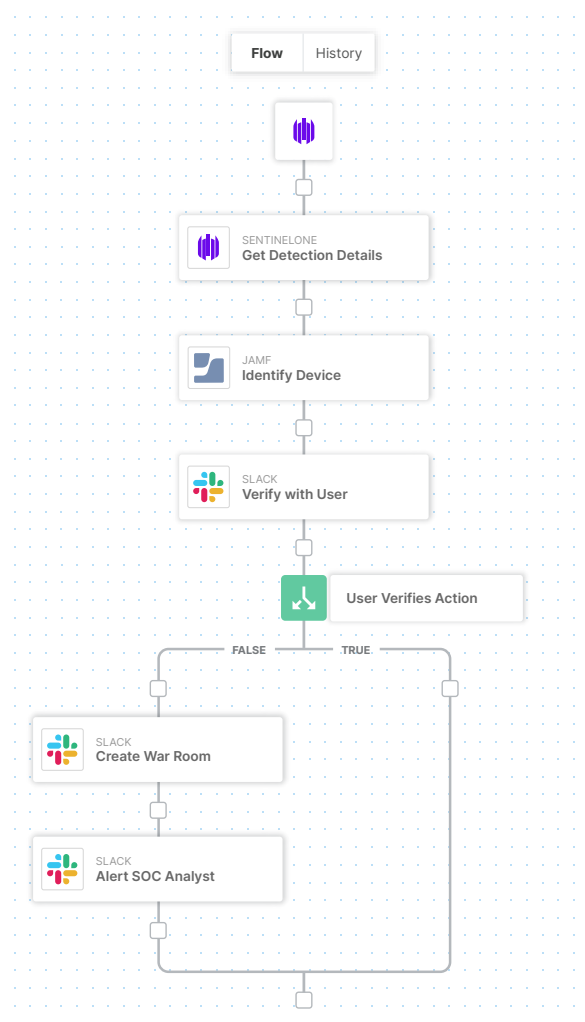 Flow
History
SENTINELONE
Get Detection Details
JAMF
Identify Device
SLACK
Verify with User
User Verifies Action
FALSE
TRUE
SLACK
Create War Room
SLACK
Alert SOC Analyst